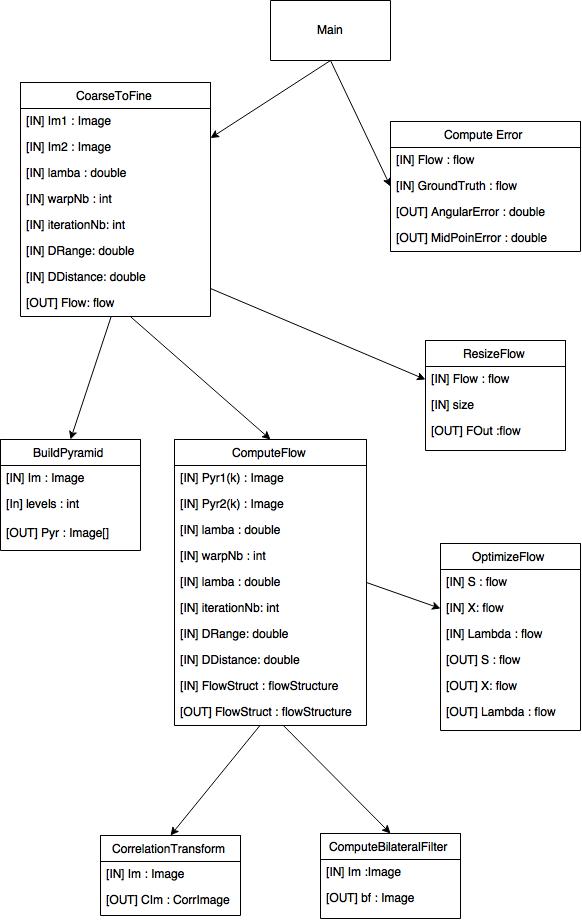 Main
CoarseToFine
[IN] Im1 : Image
[IN] Im2 : Image
[IN] lamba : double
[IN] warpNb : int
[IN] iterationNb: int
[IN] DRange: double
[IN] DDistance: double
[OUT] Flow: flow
Compute Error
[IN] Flow : flow
[IN] GroundTruth : flow
[OUT] AngularError : double
[OUT] MidPoinError : double
ResizeFlow
[IN] Flow : flow
[IN] size
[OUT] FOut :flow
BuildPyramid
[IN] Im : Image
[In] levels : int
[OUT] Pyr : Image[]
ComputeFlow
[IN] Pyr1(k) : Image
[IN] Pyr2(k) : Image
[IN] lamba : double
[IN] warpNb : int
[IN] lamba : double
[IN] iterationNb: int
[IN] DRange: double
[IN] DDistance: double
[IN] FlowStruct : flowStructure
[OUT] FlowStruct : flowStructure
OptimizeFlow
[IN] S : flow
[IN] X: flow
[IN] Lambda : flow
[OUT] S : flow
[OUT] X: flow
[OUT] Lambda : flow
CorrelationTransform
[IN] Im : Image
[OUT] CIm : CorrImage
ComputeBilateralFilter
[IN] Im :Image
[OUT] bf : Image